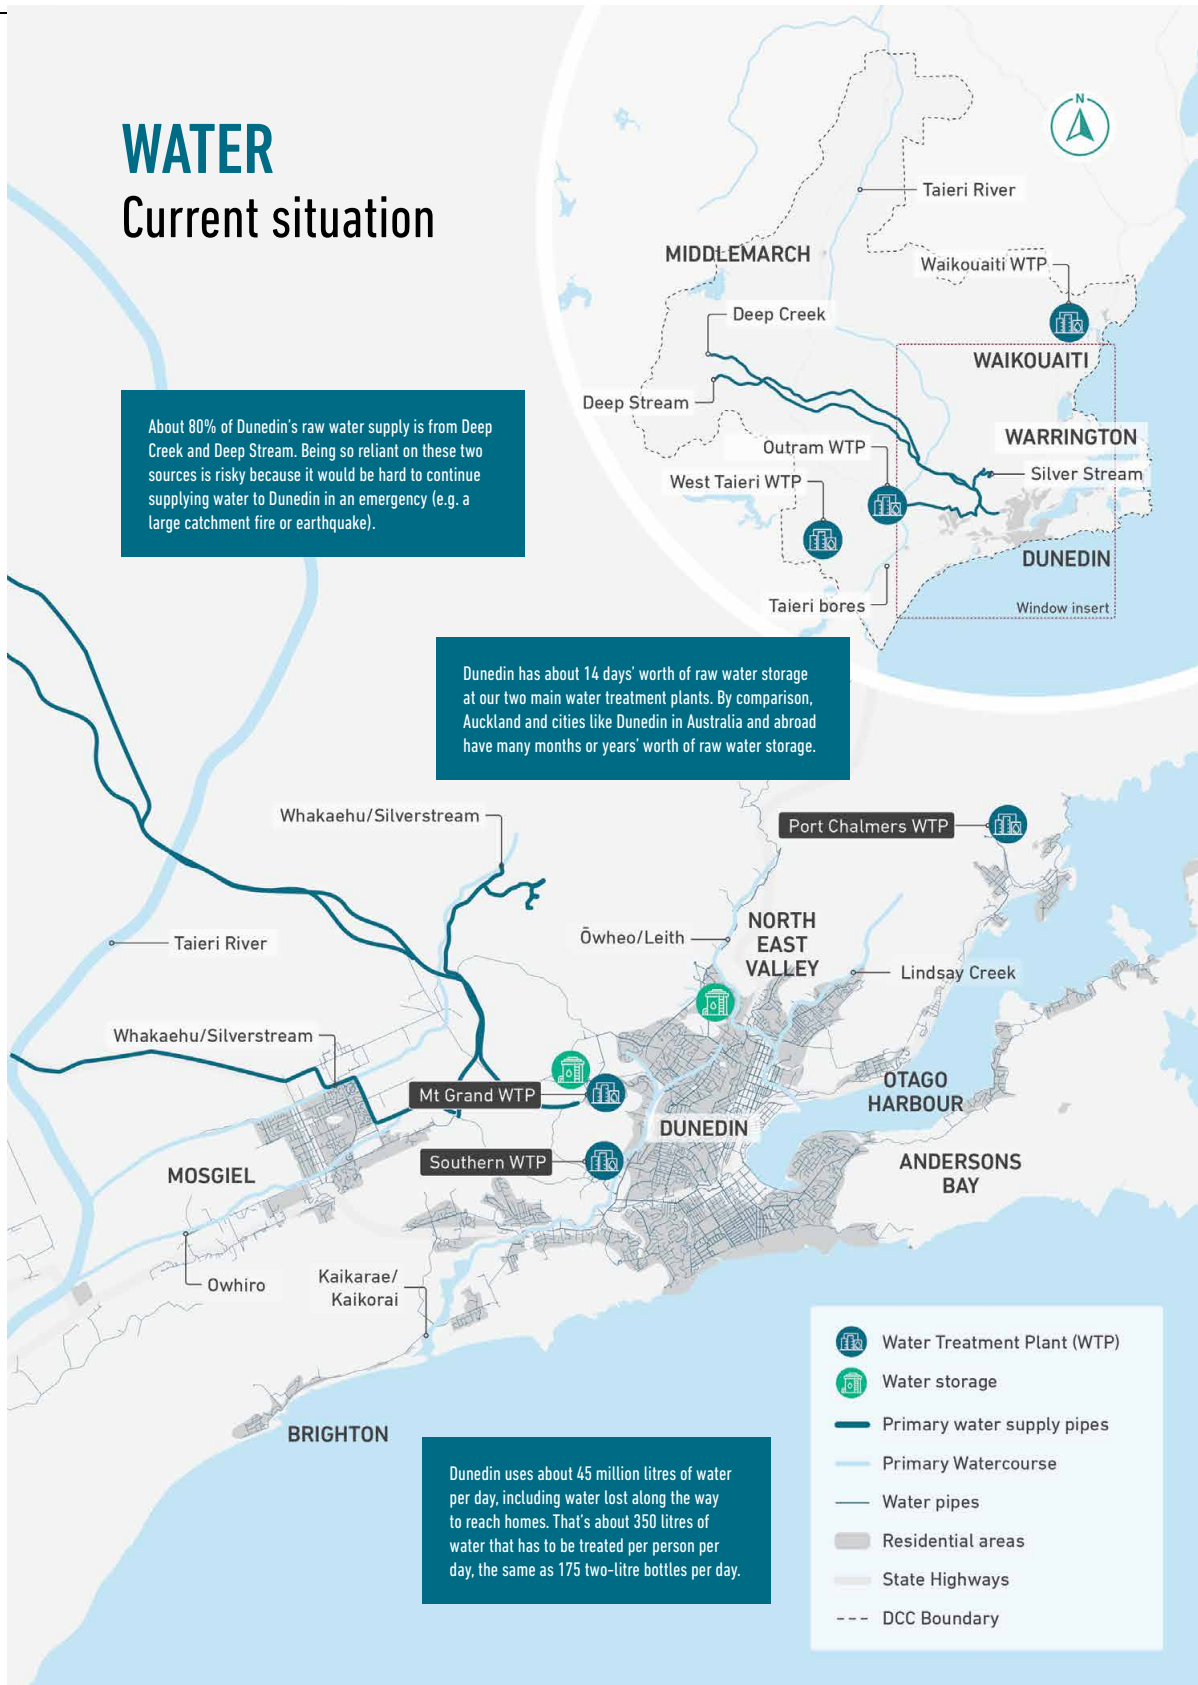 WATER
Current situation
N
Taieri River
MIDDLEMARCH
Waikouaiti WTP
Deep Creek
WAIKOUAITI
Deep Stream
WARRINGTON
Outram WTP
Silver Stream
West Taieri WTP
DUNEDIN
Taieri bores
Window insert
About 80% of Dunedin's raw water supply is from Deep
Creek and Deep Stream. Being so reliant on these two
sources is risky because it would be hard to continue
supplying water to Dunedin in an emergency (e.g. a
large catchment fire or earthquake).
Dunedin has about 14 days' worth of raw water storage
at our two main water treatment plants. By comparison,
Auckland and cities like Dunedin in Australia and abroad
have many months or years' worth of raw water storage.
Whakaehu/Silverstream
Port Chalmers WTP
NORTH
EAST
VALLEY
Ōwheo/Leith
Taieri River
Lindsay Creek
Whakaehu/Silverstream
OTAGO
HARBOUR
Mt Grand WTP
DUNEDIN
Southern WTP
ANDERSONS
BAY
MOSGIEL
Owhiro
Kaikarae/
Kaikorai
BRIGHTON
Water Treatment Plant (WTP)
Water storage
Primary water supply pipes
Primary Watercourse
Water pipes
Residential areas
State Highways
DCC Boundary
Dunedin uses about 45 million litres of water
per day, including water lost along the way
to reach homes. That's about 350 litres of
water that has to be treated per person per
day, the same as 175 two-litre bottles per day.